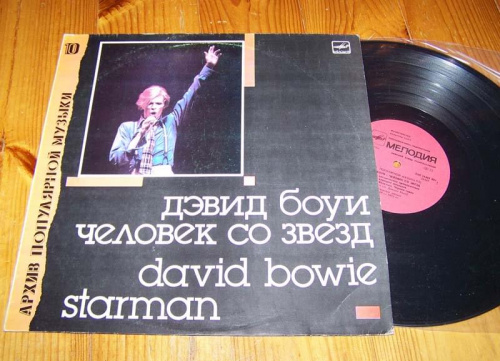 10
АРХИВ ПОПУЛЯРНОЙ МУЗЫКИ
дэвид боуи
человек со звезд
david bowie
starman
МЕЛОДИЯ